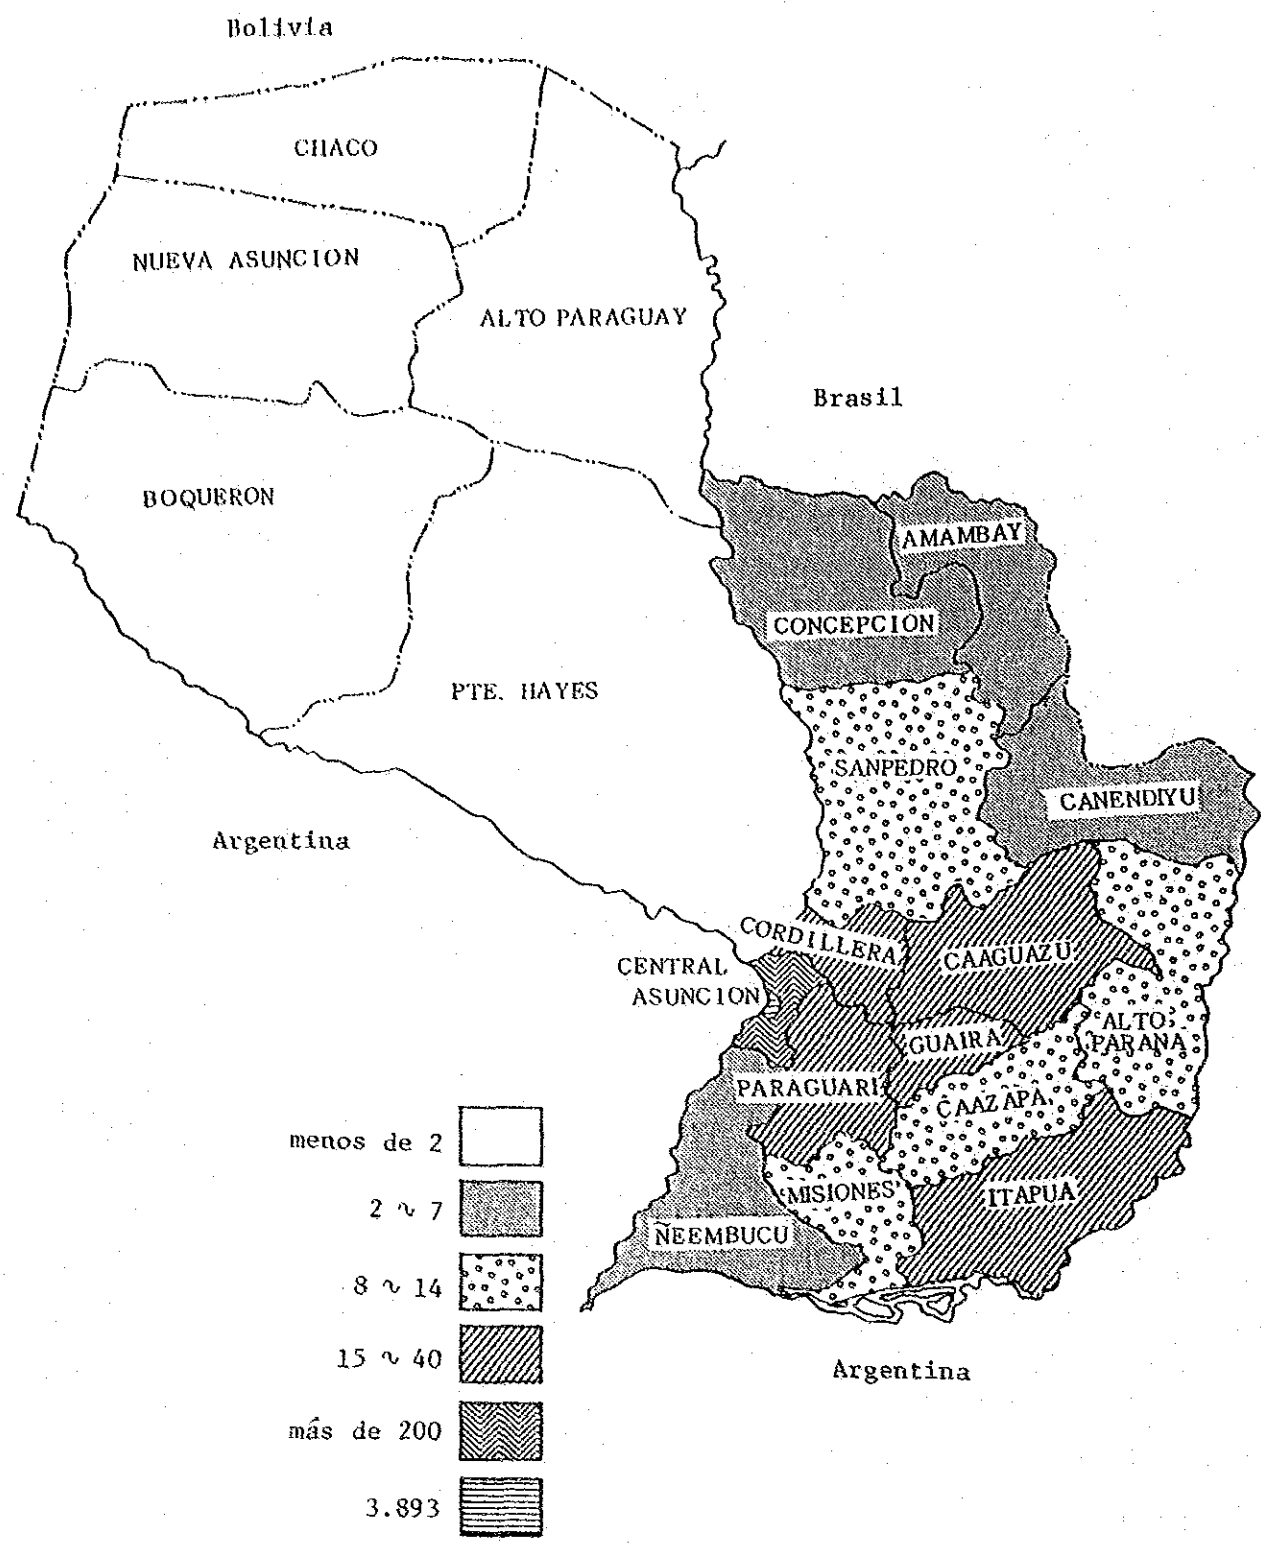 Bolivia
CHACO
NUEVA ASUNCION
ALTO PARAGUAY
Brasil
BOQUERON
AMAMBAY
CONCEPCION
PTE. HAYES
SANPEDRO
CANENDIYU
Argentina
CORDILLERA
CAAGUAZU
CENTRAL
ASUNCION
ALTO
PARANA
GUAIRA
PARAGUARI
CAAZAPA
MISIONES
ITAPUA
ÑEEMBUCU
menos de 2
2 ~ 7
8 ~ 14
15 ~ 40
más de 200
3.893
Argentina